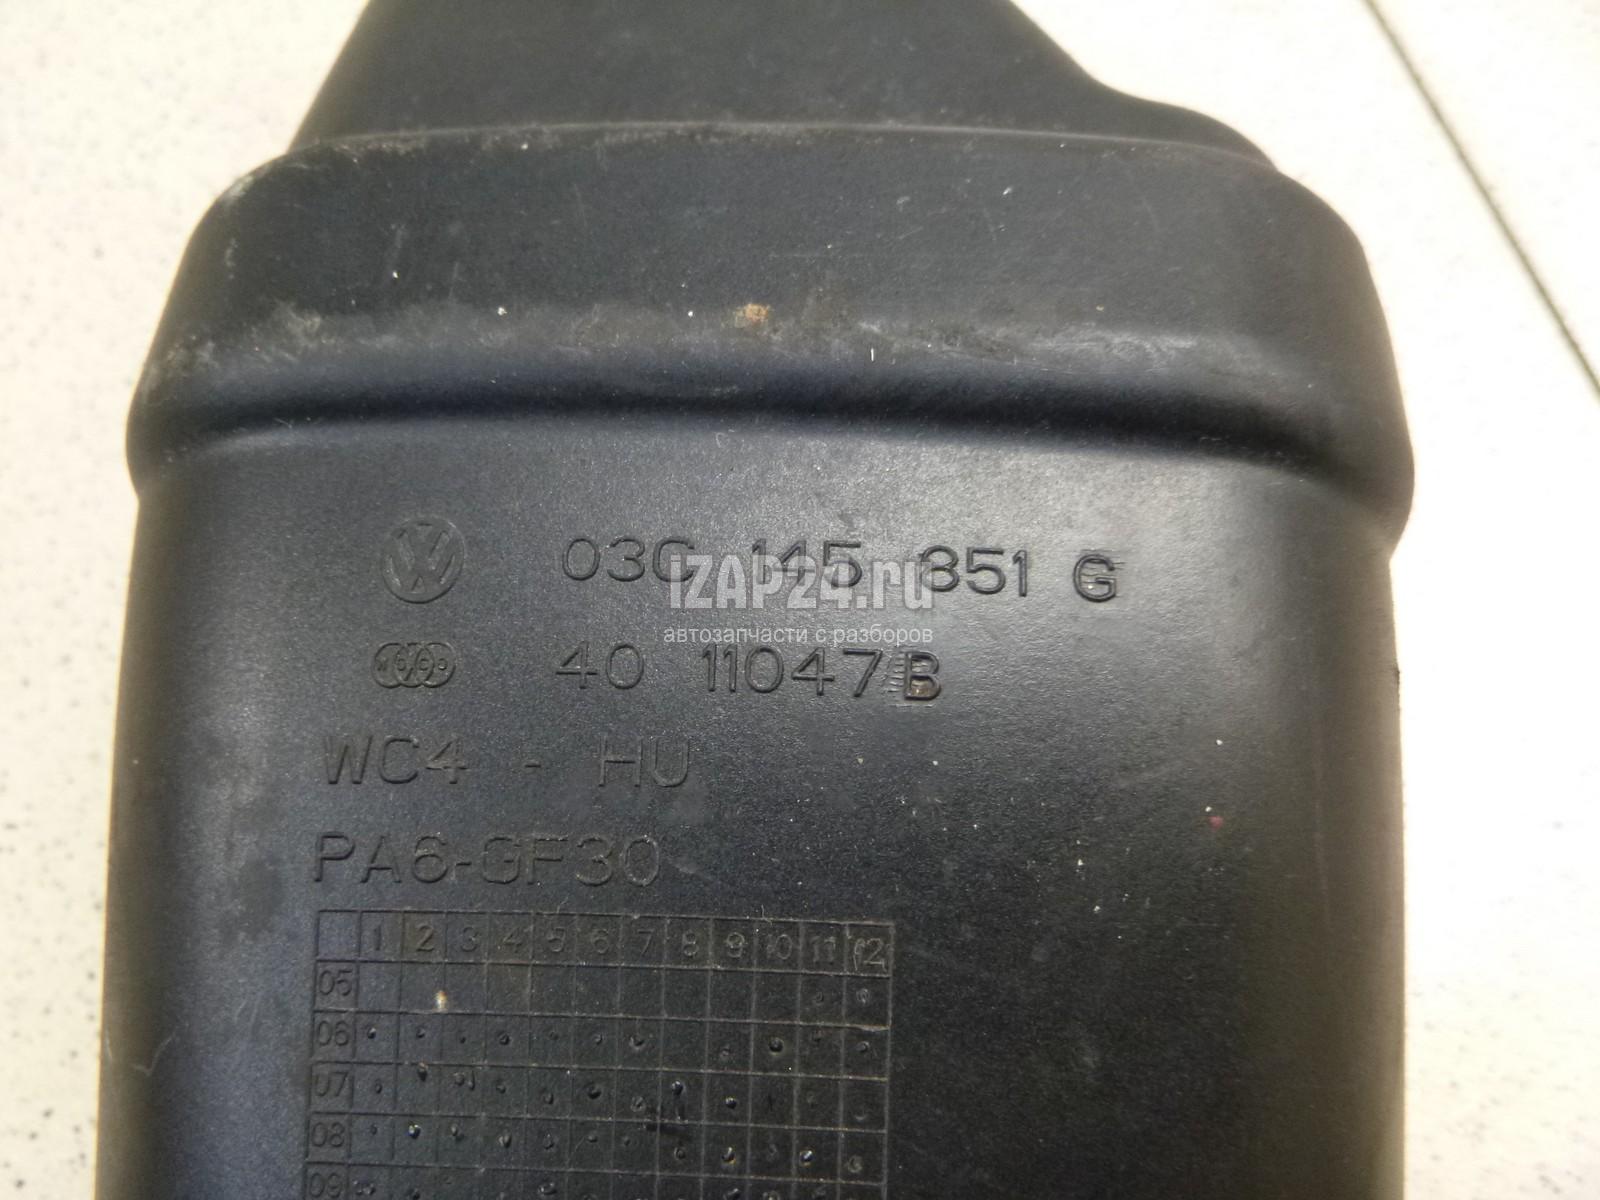 03C 145 851 G
IZAP24.ru
автозапчасти с разборов
40 11047 B
WC4 - HU
PA6-GF30
1 2 3 4 5 6 7 8 9 10 11 12
05
06
07
08
09